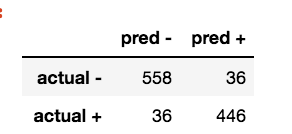 pred - pred +
actual - 558 36
actual + 36 446